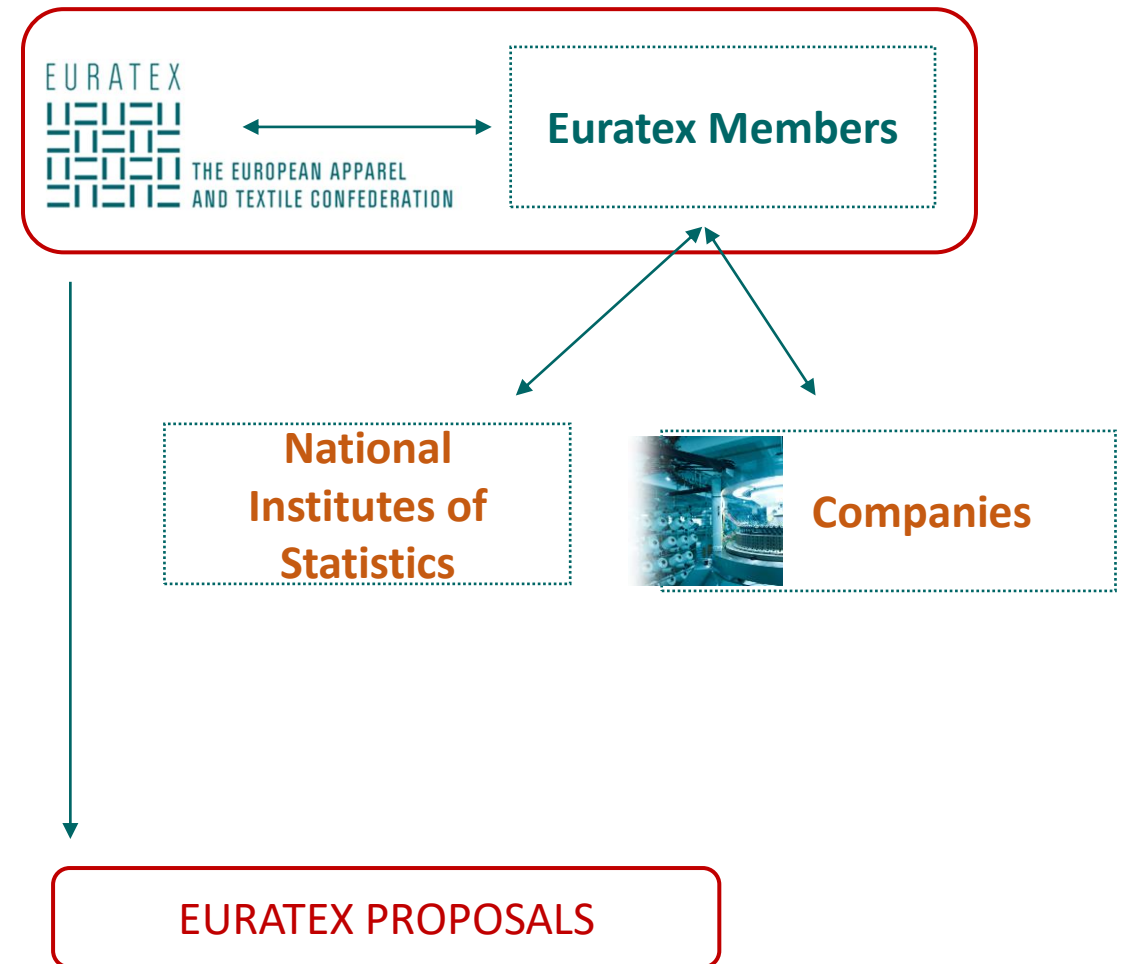 EURATEX
THE EUROPEAN APPAREL
AND TEXTILE CONFEDERATION
Euratex Members
National
Institutes of
Statistics
Companies
EURATEX PROPOSALS